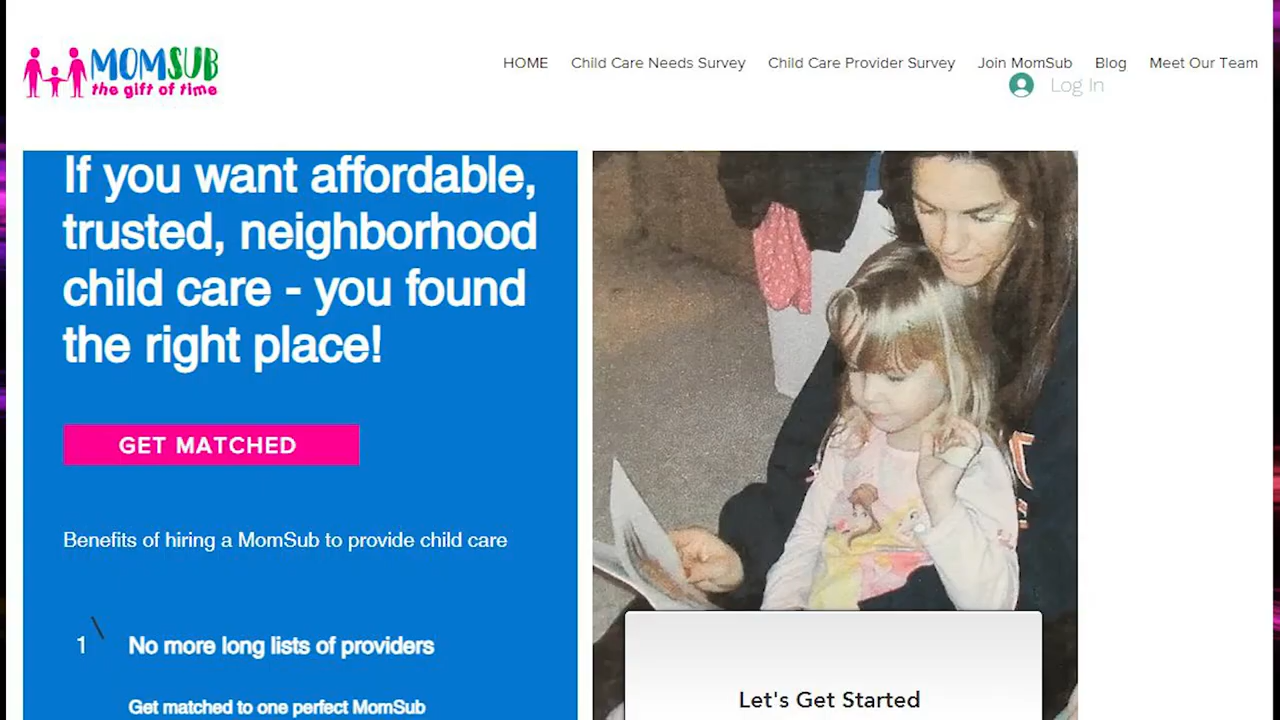 MOMSUB
the gift of time
HOME Child Care Needs Survey Child Care Provider Survey Join MomSub Blog Meet Our Team
Log In
If you want affordable,
trusted, neighborhood
child care - you found
the right place!
GET MATCHED
Benefits of hiring a MomSub to provide child care
1 \ No more long lists of providers
Get matched to one perfect MomSub
Let's Get Started